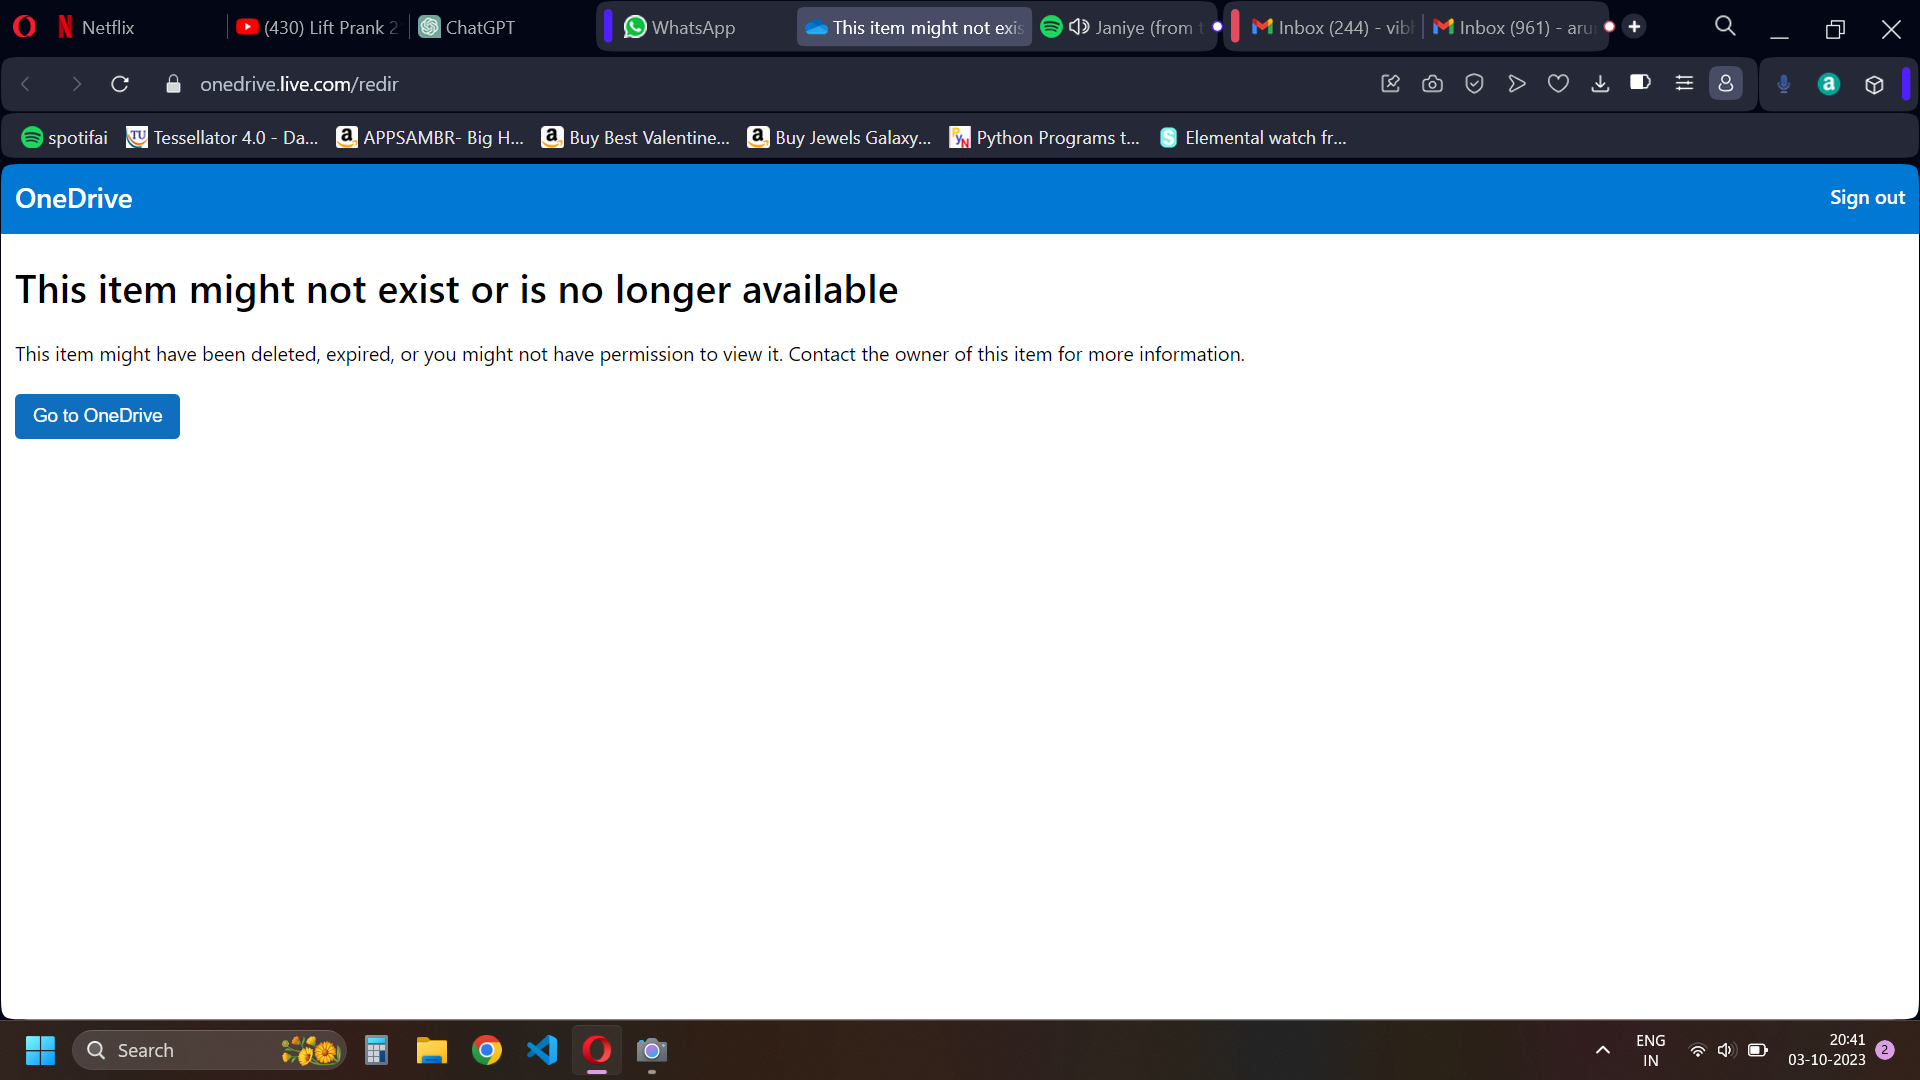 Netflix
(430) Lift Prank 2
ChatGPT
WhatsApp
This item might not exis
Janiye (from t
Inbox (244) - vibh
Inbox (961) - aru
onedrive.live.com/redir
spotifai
Tessellator 4.0 - Da...
APPSAMBR- Big H...
Buy Best Valentine...
Buy Jewels Galaxy...
Python Programs t...
Elemental watch fr...
OneDrive
Sign out
This item might not exist or is no longer available
This item might have been deleted, expired, or you might not have permission to view it. Contact the owner of this item for more information.
Go to OneDrive
Search
ENG
IN
20:41
03-10-2023
2